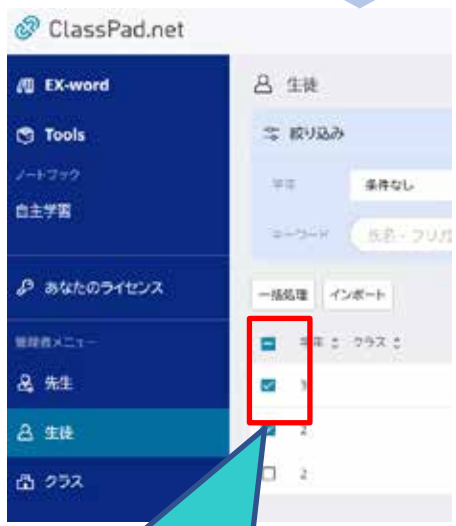 ClassPad.net
EX-word
Tools
ノートブック
自主学習
あなたのライセンス
管理者メニュー
先生
生徒
クラス
生徒
絞り込み
学年 条件なし
キーワード 氏名・フリガ
一括処理 インポート
学年 クラス
3
2
2